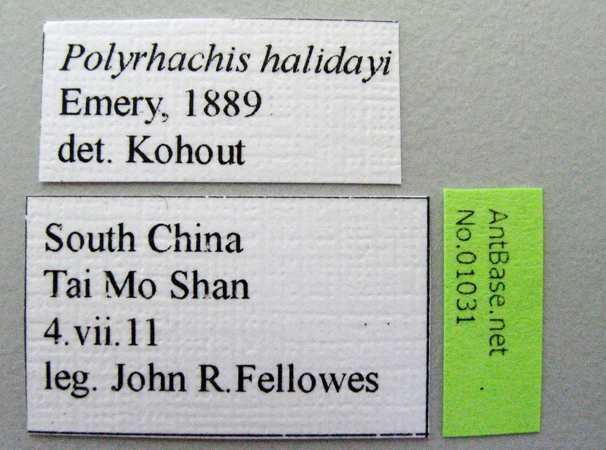 Polyrhachis halidayi
Emery, 1889
det. Kohout
South China
Tai Mo Shan
4.vii.11
leg. John R.Fellowes
AntBase.net
No.01031